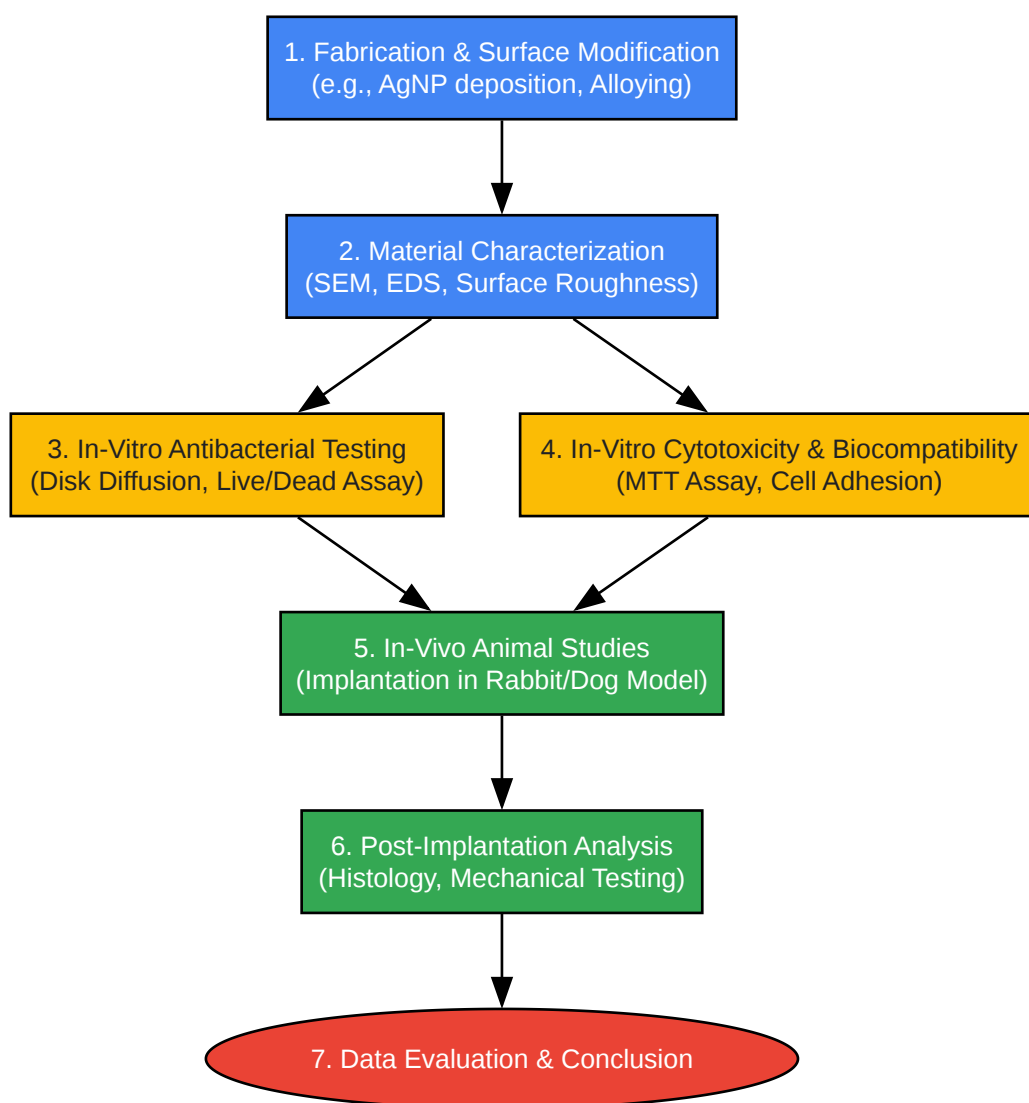 1. Fabrication & Surface Modification
(e.g., AgNP deposition, Alloying)
2. Material Characterization
(SEM, EDS, Surface Roughness)
3. In-Vitro Antibacterial Testing
(Disk Diffusion, Live/Dead Assay)
4. In-Vitro Cytotoxicity & Biocompatibility
(MTT Assay, Cell Adhesion)
5. In-Vivo Animal Studies
(Implantation in Rabbit/Dog Model)
6. Post-Implantation Analysis
(Histology, Mechanical Testing)
7. Data Evaluation & Conclusion